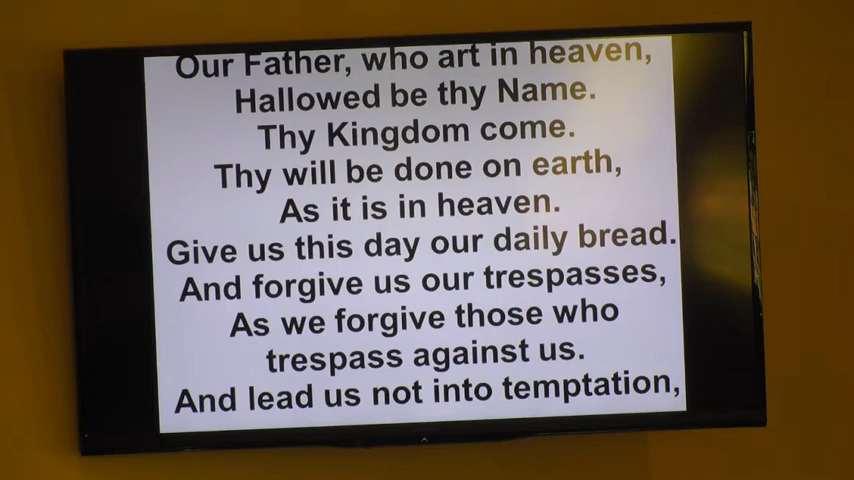 Our Father, who art in heaven,
Hallowed be thy Name.
Thy Kingdom come.
Thy will be done on earth,
As it is in heaven.
Give us this day our daily bread.
And forgive us our trespasses,
As we forgive those who
trespass against us.
And lead us not into temptation,